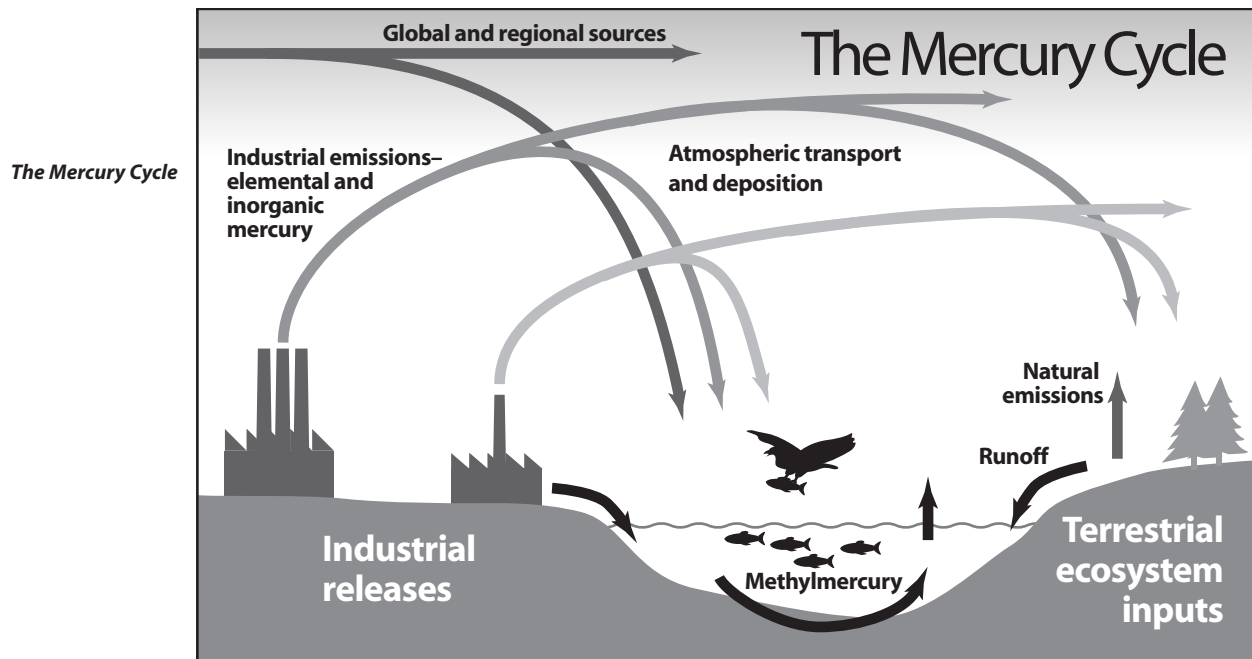 Global and regional sources
The Mercury Cycle
The Mercury Cycle
Industrial emissions–
elemental and
inorganic
mercury
Atmospheric transport
and deposition
Natural
emissions
Runoff
Industrial
releases
Methylmercury
Terrestrial
ecosystem
inputs